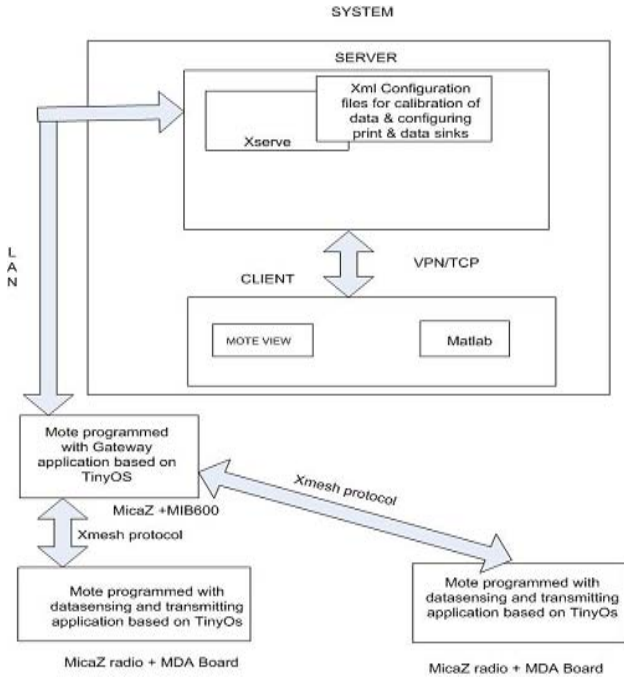 SYSTEM
SERVER
Xml Configuration
files for calibration of
data & configuring
print & data sinks
Xserve
L
A
N
VPN/TCP
CLIENT
MOTE VIEW
Matlab
Mote programmed
with Gateway
application based on
TinyOS
MicaZ +MIB600
Xmesh protocol
Xmesh protocol
Mote programmed with
datasensing and transmitting
application based on TinyOs
MicaZ radio + MDA Board
Mote programmed with
datasensing and transmitting
application based on TinyOs
MicaZ radio + MDA Board